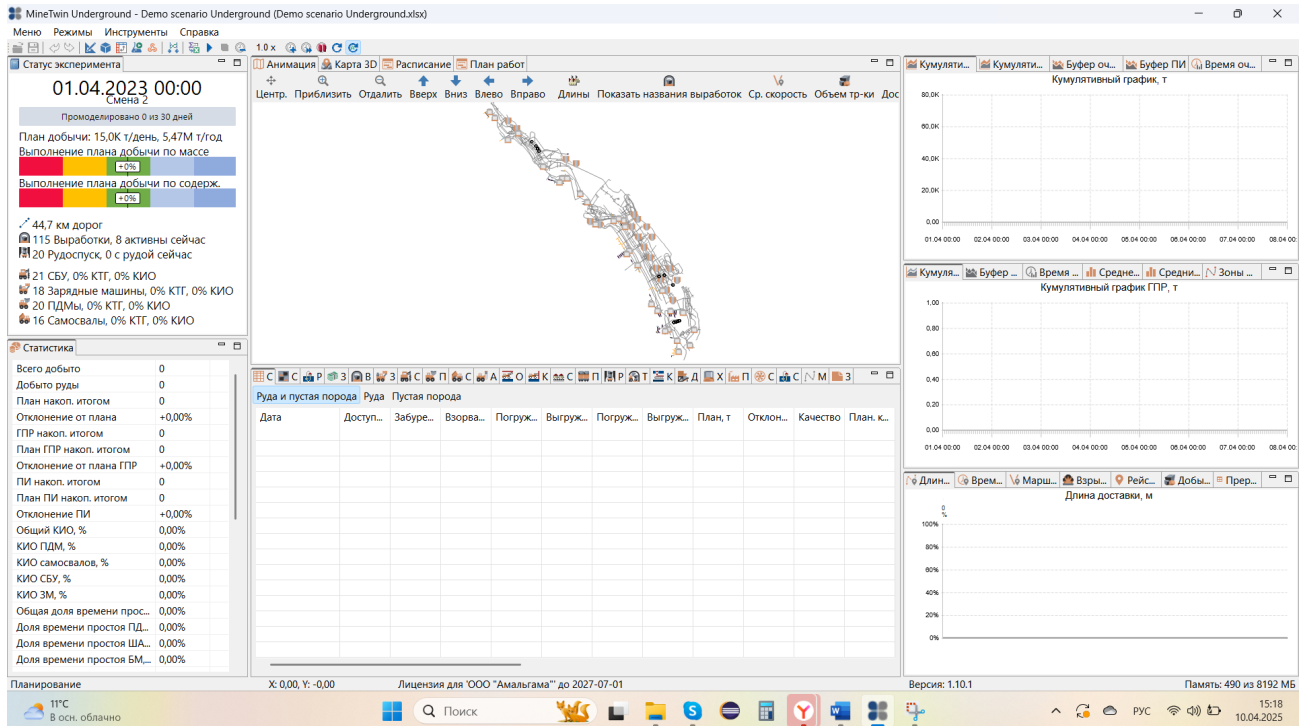 MineTwin Underground - Demo scenario Underground (Demo scenario Underground.xlsx)
Меню Режимы Инструменты Справка
1.0 x
Статус эксперимента
01.04.2023 00:00
Смена 2
Промоделировано 0 из 30 дней
План добычи: 15,0К т/день, 5,47М т/год
Выполнение плана добычи по массе
+0%
Выполнение плана добычи по содерж.
+0%
44,7 км дорог
115 Выработки, 8 активны сейчас
20 Рудоспуск, 0 с рудой сейчас
21 СБУ, 0% КТГ, 0% КИО
18 Зарядные машины, 0% КТГ, 0% КИО
20 ПДМы, 0% КТГ, 0% КИО
16 Самосвалы, 0% КТГ, 0% КИО
Статистика
Всего добыто 0
Добыто руды 0
План накоп. итогом 0
Отклонение от плана +0,00%
ГПР накоп. итогом 0
План ГПР накоп. итогом 0
Отклонение от плана ГПР +0,00%
ПИ накоп. итогом 0
План ПИ накоп. итогом 0
Отклонение ПИ +0,00%
Общий КИО, % 0,00%
КИО ПДМ, % 0,00%
КИО самосвалов, % 0,00%
КИО СБУ, % 0,00%
КИО ЗМ, % 0,00%
Общая доля времени прос... 0,00%
Доля времени простоя ПД... 0,00%
Доля времени простоя ША... 0,00%
Доля времени простоя БМ,... 0,00%
Анимация Карта 3D Расписание План работ
Центр. Приблизить Отдалить Вверх Вниз Влево Вправо Длины Показать названия выработок Ср. скорость Объем тр-ки Дос
С С Р З В З С П С А О К С П Р Т К Д Х П С С М З
Руда и пустая порода Руда Пустая порода
Дата Доступ... Забуре... Взорва... Погруж... Выгруж... Погруж... Выгруж... План, т Отклон... Качество План. к...
Кумуляти... Кумуляти... Буфер оч... Буфер ПИ Время оч...
Кумулятивный график, т
80,0К
60,0К
40,0К
20,0К
0,00
01.04 00:00 02.04 00:00 03.04 00:00 04.04 00:00 05.04 00:00 06.04 00:00 07.04 00:00 08.04 00:
Кумуля... Буфер ... Время ... Средне... Средни... Зоны ...
Кумулятивный график ГПР, т
1,00
0,80
0,60
0,40
0,20
0,00
01.04 00:00 02.04 00:00 03.04 00:00 04.04 00:00 05.04 00:00 06.04 00:00 07.04 00:00 08.04 00:
Длин... Врем... Марш... Взры... Рейс... Добы... Прер...
Длина доставки, м
0
%
100%
80%
60%
40%
20%
0%
Планирование X: 0,00, Y: -0,00 Лицензия для 'ООО "Амальгама"' до 2027-07-01 Версия: 1.10.1 Память: 490 из 8192 МБ
11°C
В осн. облачно
Поиск
РУС
15:18
10.04.2025